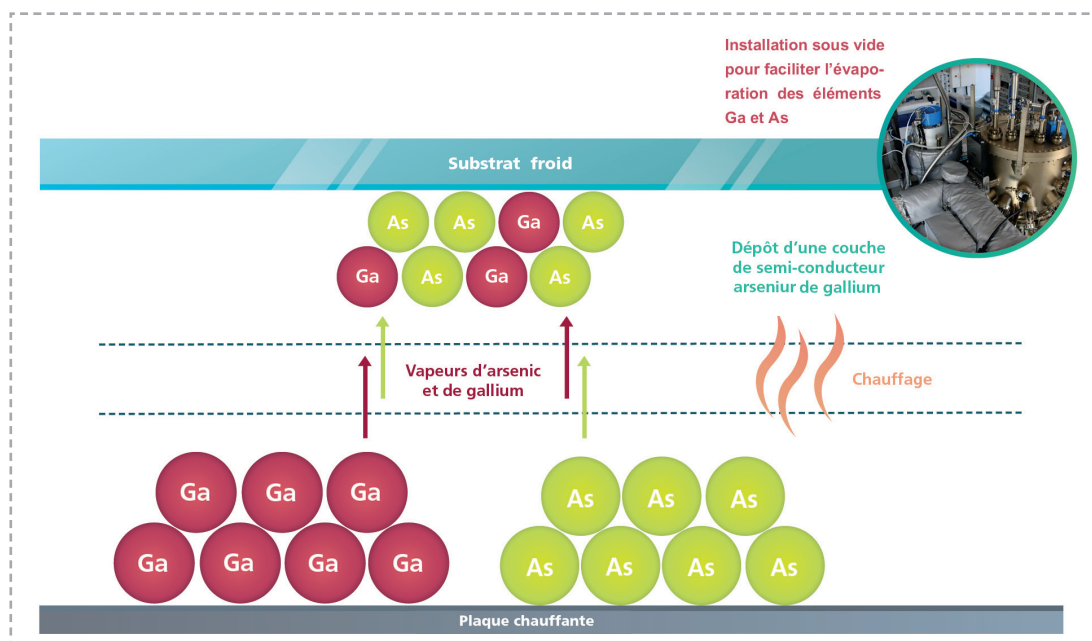 Installation sous vide
pour faciliter l’évapo-
ration des éléments
Ga et As
Substrat froid
As As Ga As
Ga As Ga As
Dépôt d’une couche
de semi-conducteur
arseniur de gallium
Vapeurs d’arsenic
et de gallium
Chauffage
Ga Ga Ga
As As As
Ga Ga Ga Ga
As As As As
Plaque chauffante